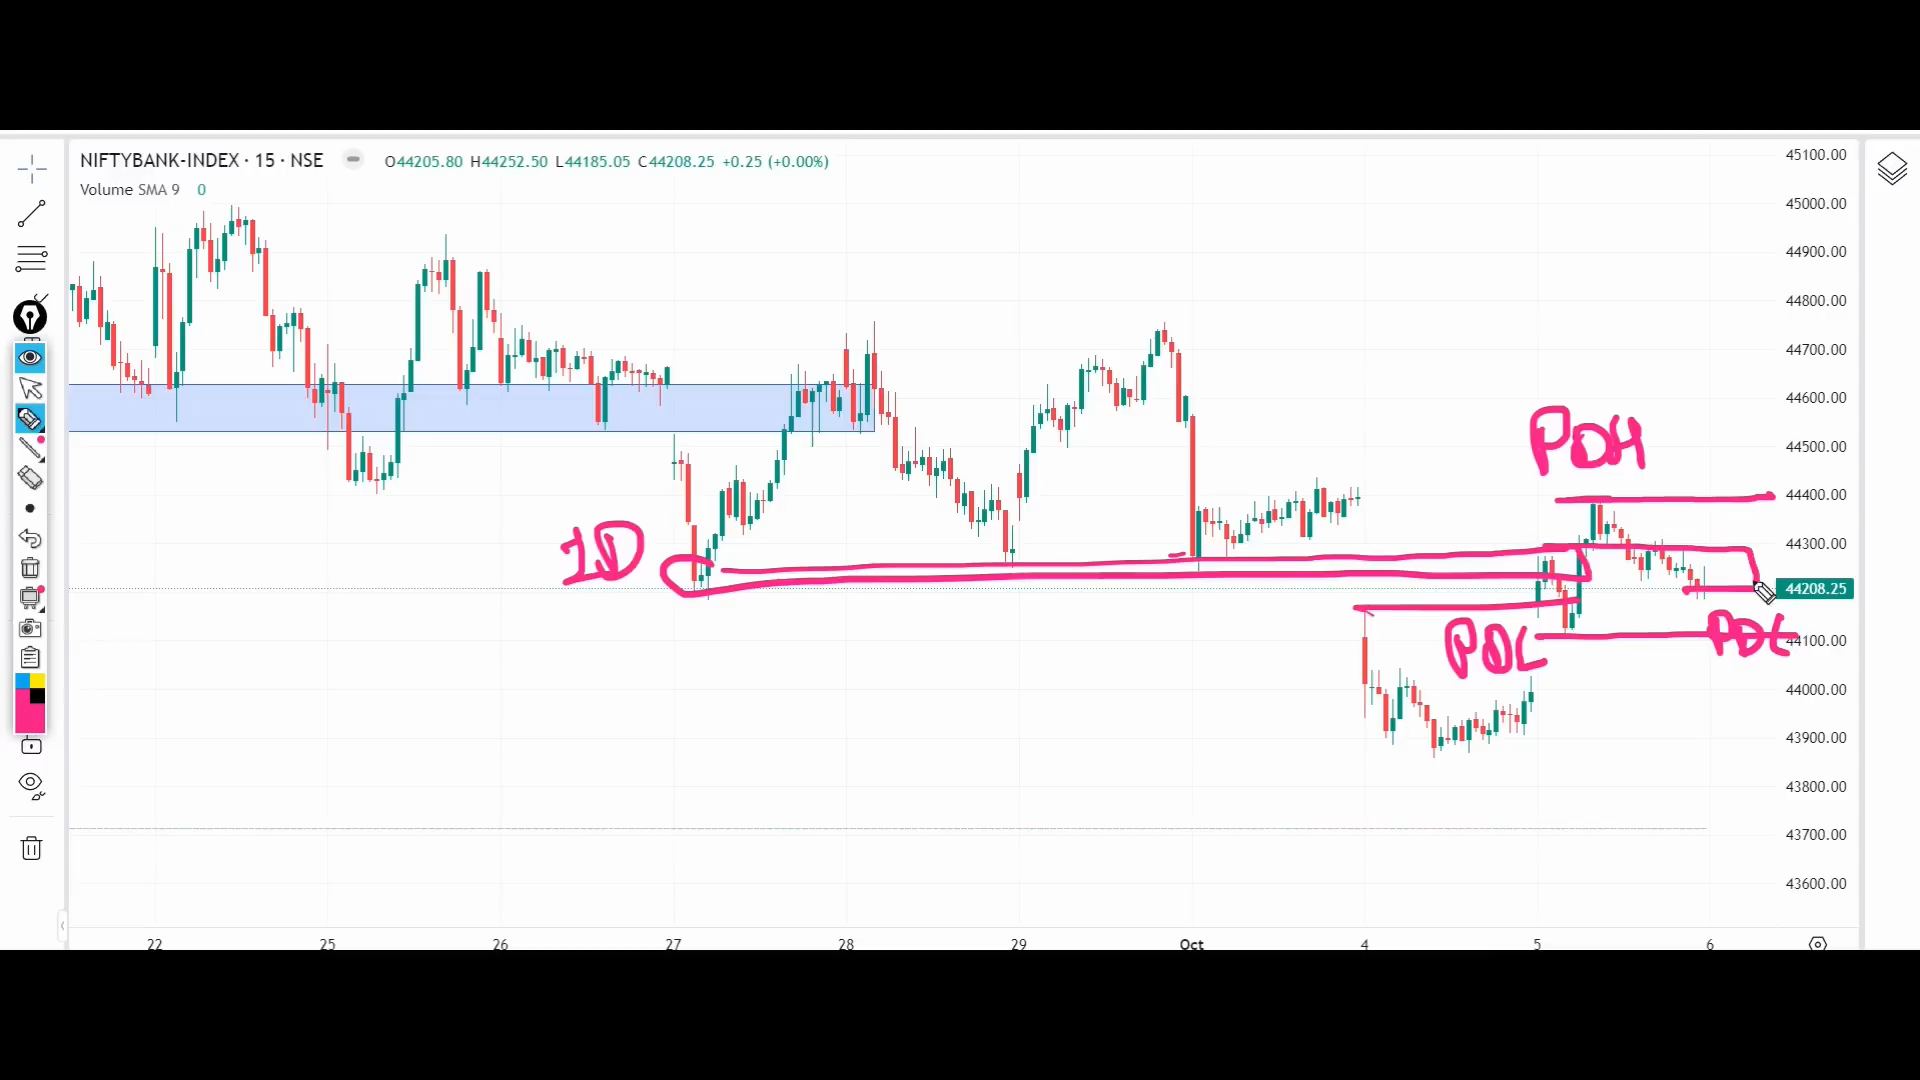 NIFTYBANK-INDEX · 15 · NSE O44205.80 H44252.50 L44185.05 C44208.25 +0.25 (+0.00%)
Volume SMA 9 0
45100.00
45000.00
44900.00
44800.00
44700.00
44600.00
44500.00
44400.00
44300.00
44208.25
44100.00
44000.00
43900.00
43800.00
43700.00
43600.00
PDH
1D
PDL
PDC
22 25 26 27 28 29 Oct 4 5 6